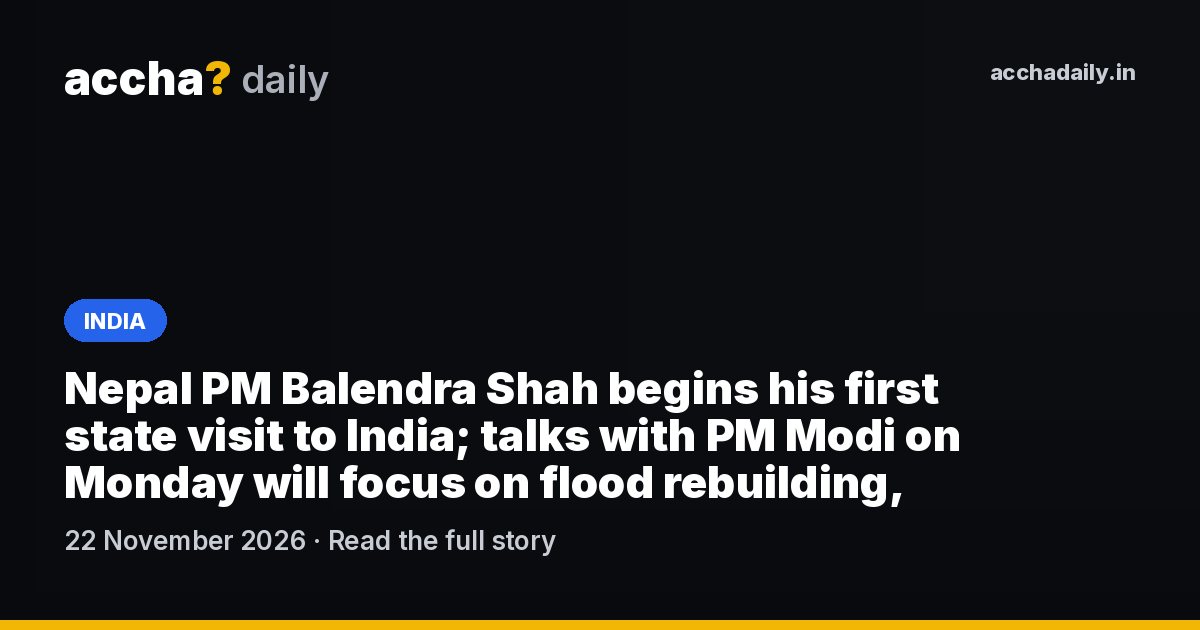 accha? daily
acchadaily.in
INDIA
Nepal PM Balendra Shah begins his first
state visit to India; talks with PM Modi on
Monday will focus on flood rebuilding,
22 November 2026 · Read the full story